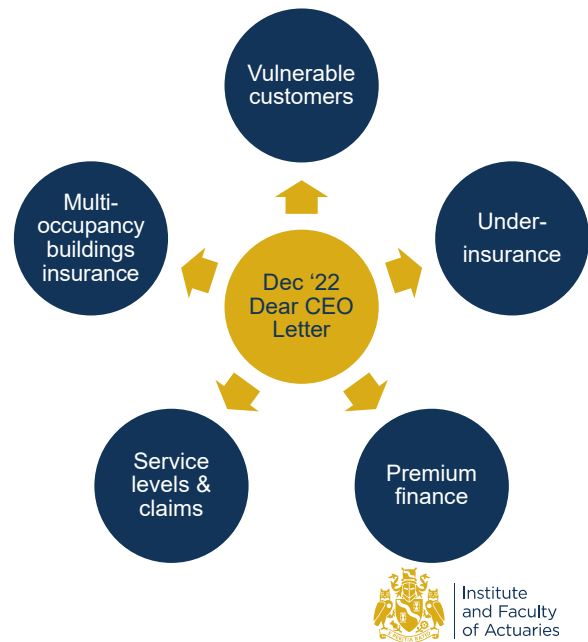 Vulnerable
customers
Multi-
occupancy
buildings
insurance
Under-
insurance
Dec ‘22
Dear CEO
Letter
Service
levels &
claims
Premium
finance
Institute
and Faculty
of Actuaries